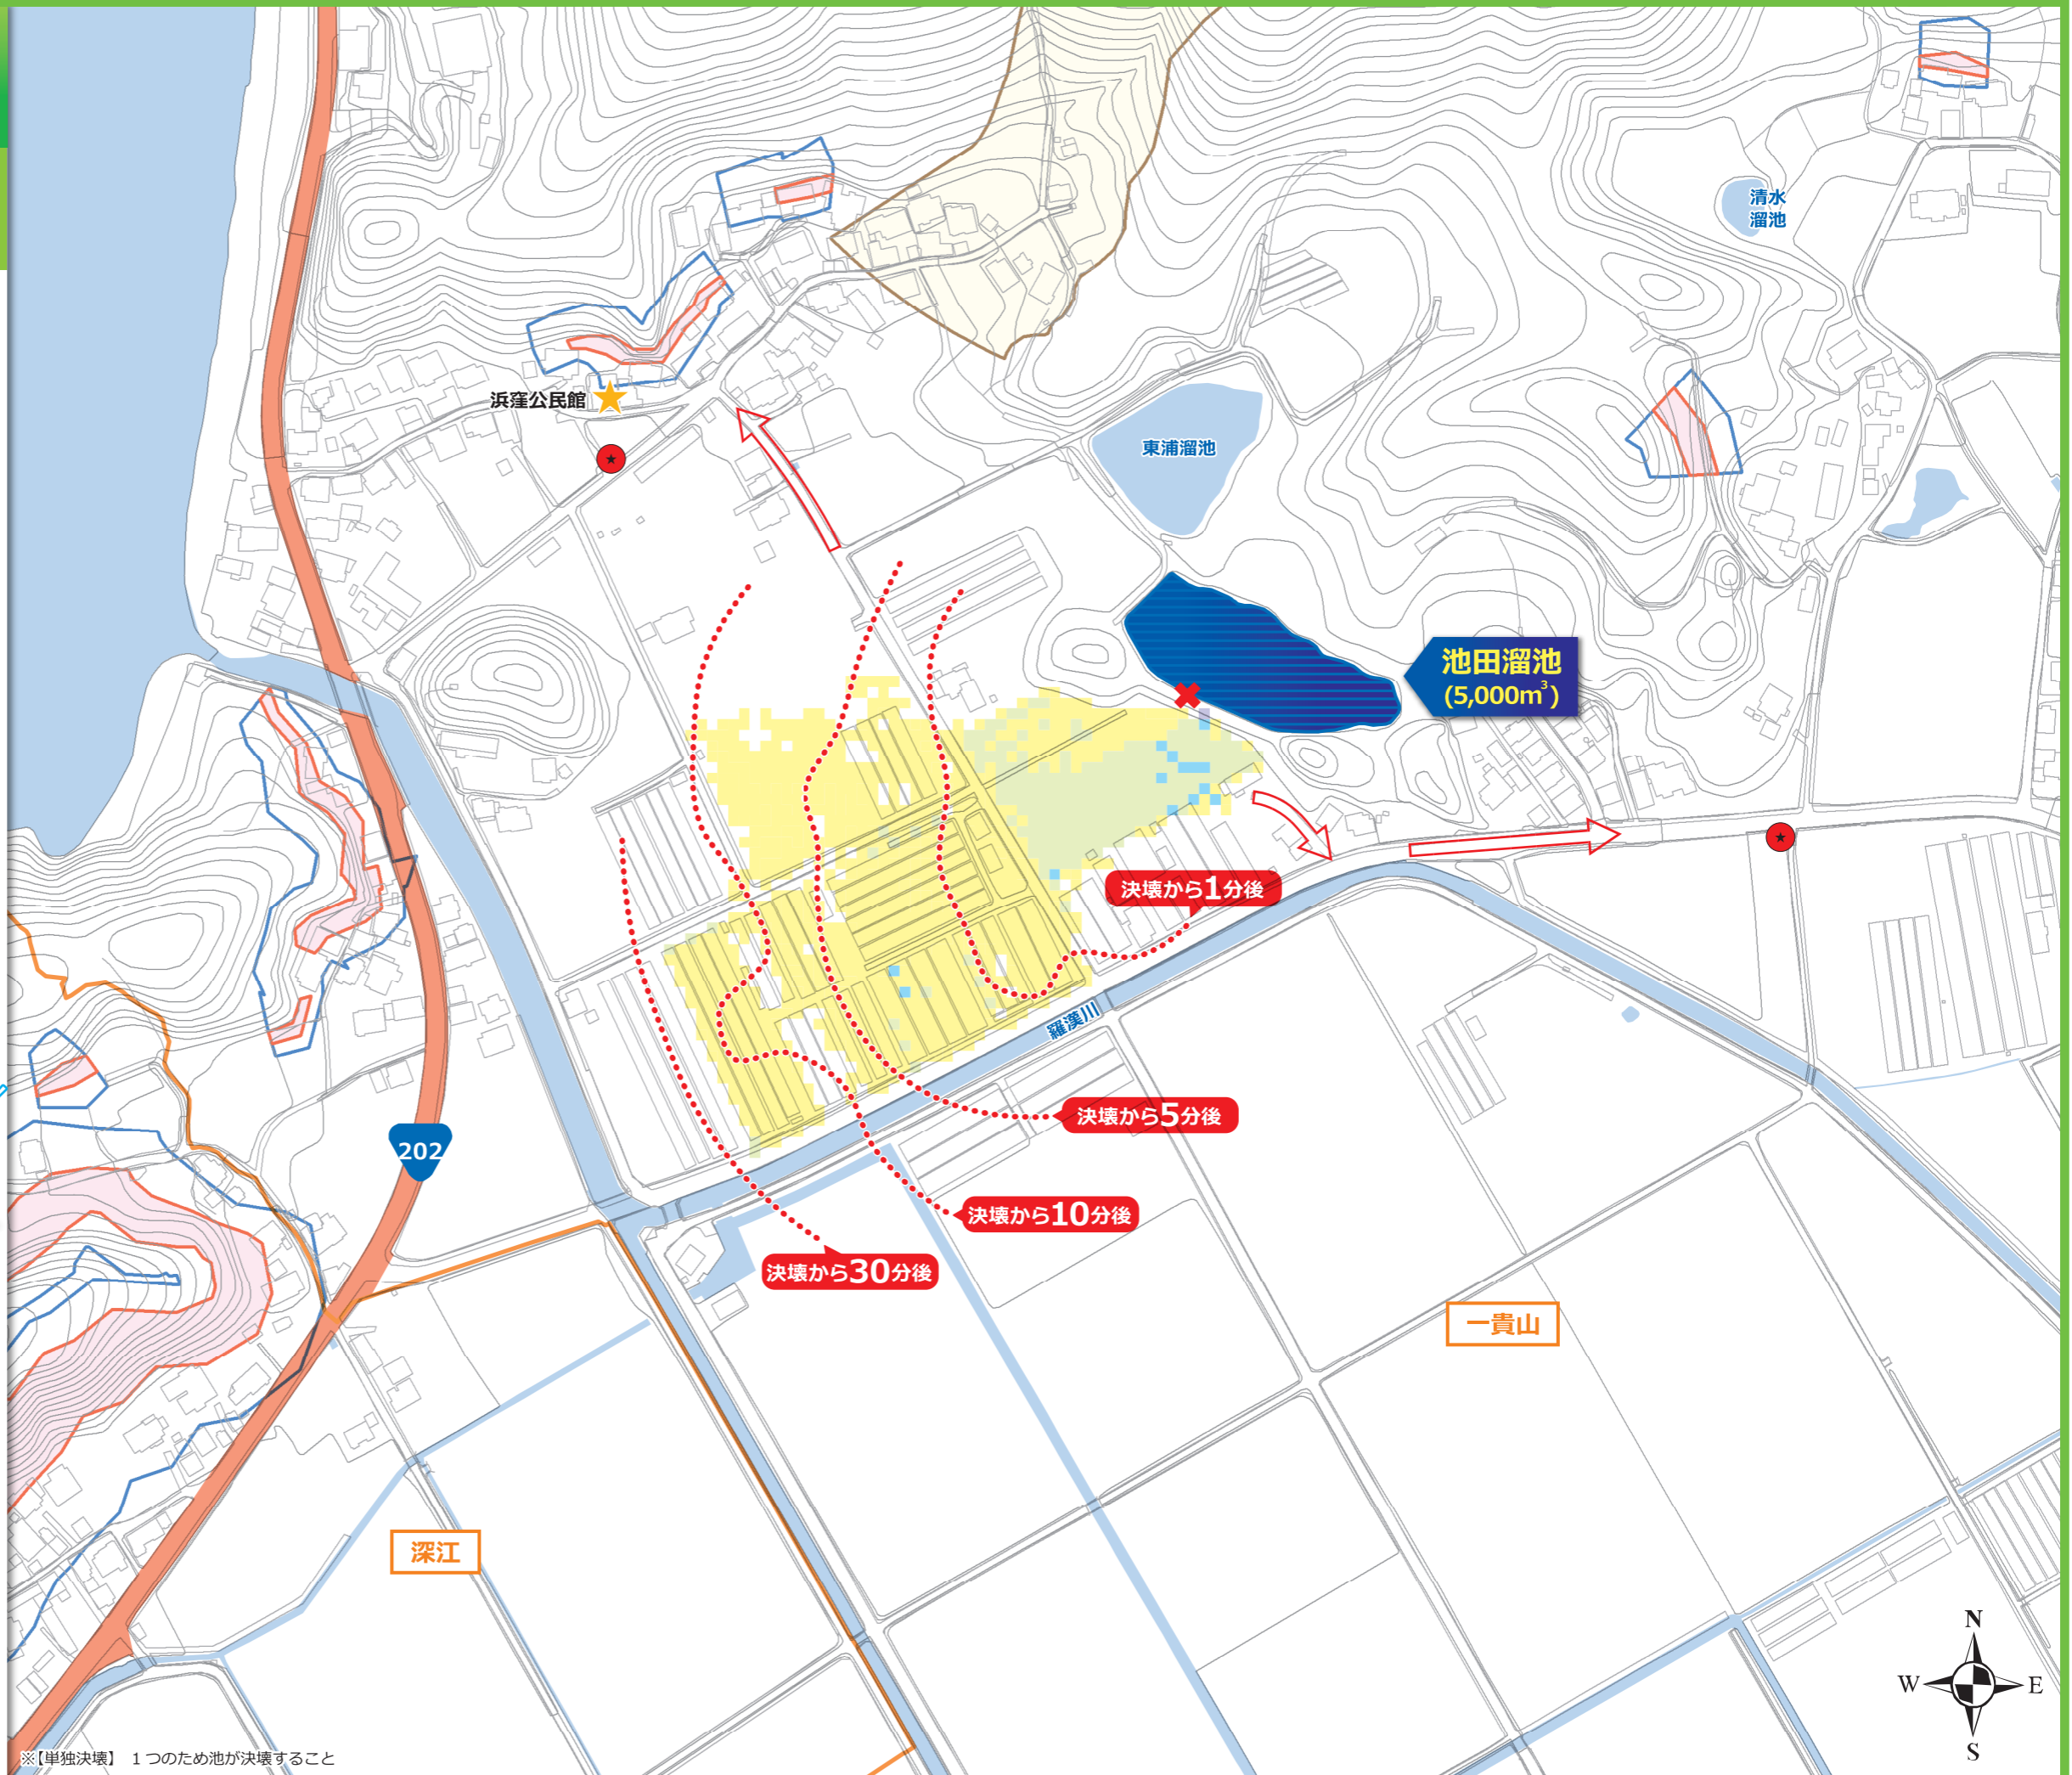 清水
溜池
浜窪公民館
東浦溜池
池田溜池
(5,000m³)
決壊から1分後
羅漢川
決壊から5分後
202
決壊から10分後
決壊から30分後
一貴山
深江
N
W
E
S
※【単独決壊】 1つのため池が決壊すること